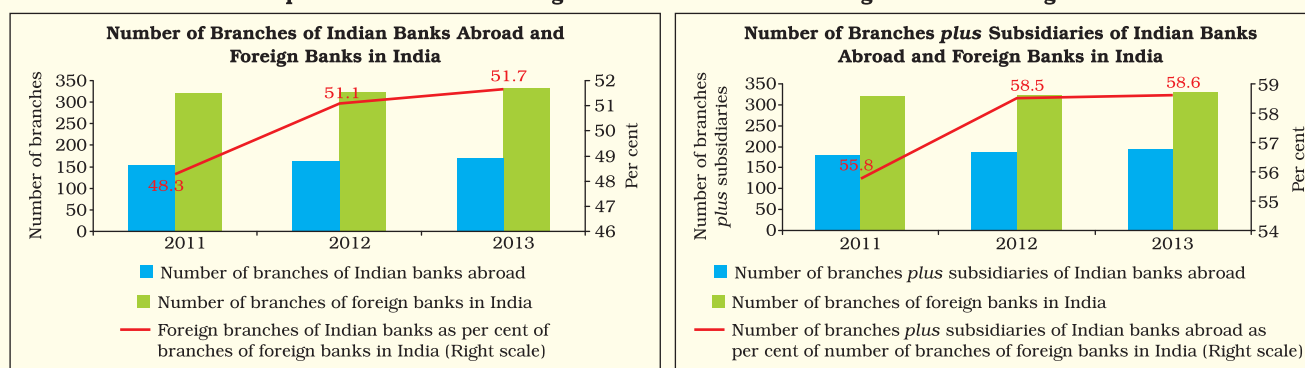 Number of Branches of Indian Banks Abroad and
Foreign Banks in India
Number of branches
350
300
250
200
150
100
50
0
52
51
50
49
48
47
46
Per cent
48.3
51.1
51.7
2011
2012
2013
Number of branches of Indian banks abroad
Number of branches of foreign banks in India
Foreign branches of Indian banks as per cent of
branches of foreign banks in India (Right scale)
Number of Branches plus Subsidiaries of Indian Banks
Abroad and Foreign Banks in India
Number of branches
plus subsidiaries
350
300
250
200
150
100
50
0
59
58
57
56
55
54
Per cent
55.8
58.5
58.6
2011
2012
2013
Number of branches plus subsidiaries of Indian banks abroad
Number of branches of foreign banks in India
Number of branches plus subsidiaries of Indian banks abroad as
per cent of number of branches of foreign banks in India (Right scale)